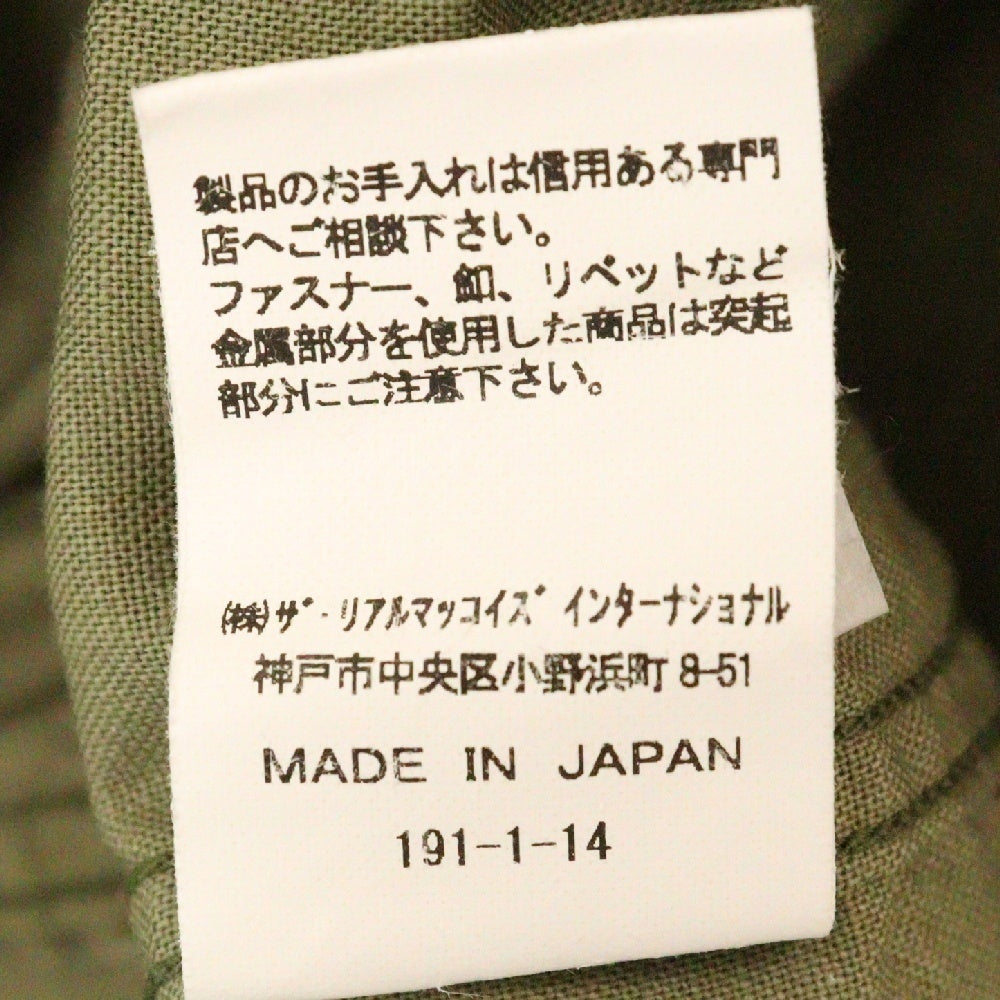 製品のお手入れは信用ある専門
店へご相談下さい。
ファスナー、釦、リベットなど
金属部分を使用した商品は突起
部分にご注意下さい。
㈱ザ・リアルマッコイズ インターナショナル
神戸市中央区小野浜町 8-51
MADE IN JAPAN
191-1-14